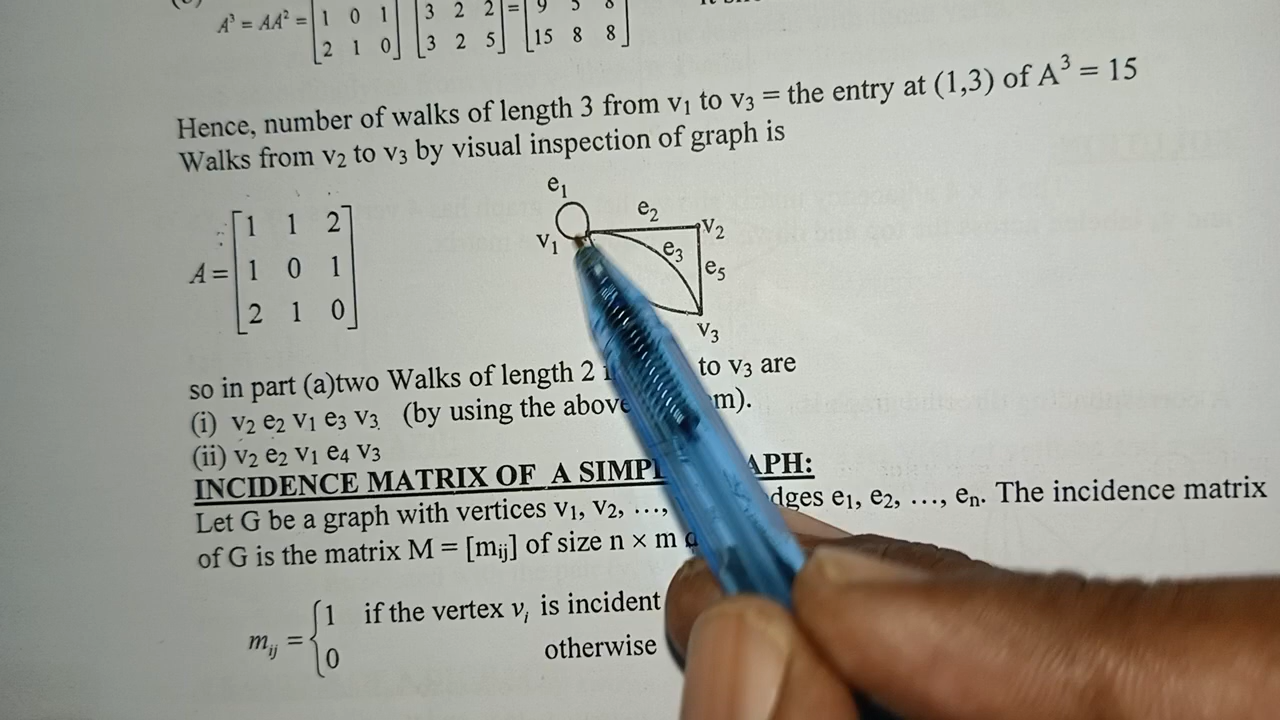 A³ = AA² = [1 0 1 2 1 0] [3 2 2 3 2 5] = [9 5 8 15 8 8]
Hence, number of walks of length 3 from v₁ to v₃ = the entry at (1,3) of A³ = 15
Walks from v₂ to v₃ by visual inspection of graph is
A = [1 1 2
1 0 1
2 1 0]
e₁
e₂
v₁
v₂
e₃
e₅
v₃
so in part (a)two Walks of length 2 to v₃ are
(i) v₂ e₂ v₁ e₃ v₃ (by using the above m).
(ii) v₂ e₂ v₁ e₄ v₃
INCIDENCE MATRIX OF A SIMP APH:
Let G be a graph with vertices v₁, v₂, …, dges e₁, e₂, …, eₙ. The incidence matrix
of G is the matrix M = [mᵢⱼ] of size n × m
mᵢⱼ = {1 if the vertex vᵢ is incident
0 otherwise